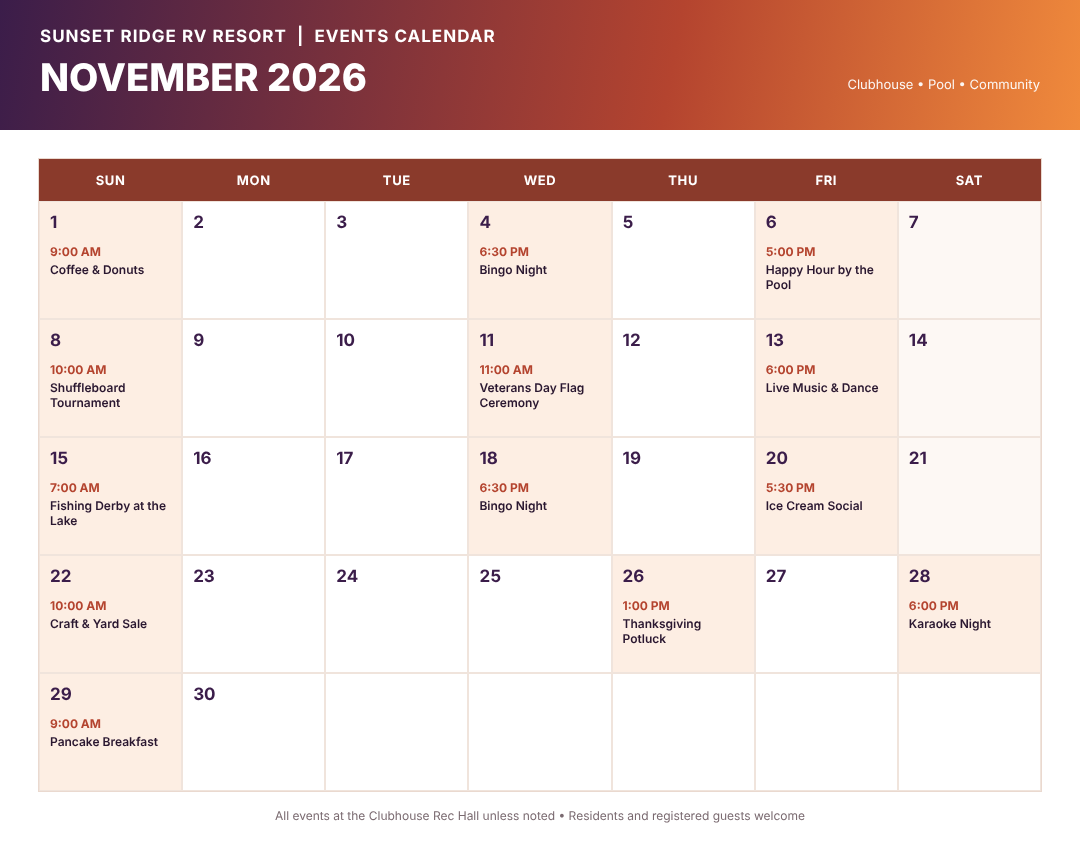 SUNSET RIDGE RV RESORT | EVENTS CALENDAR
NOVEMBER 2026
Clubhouse • Pool • Community
SUN MON TUE WED THU FRI SAT
1 2 3 4 5 6 7
9:00 AM 6:30 PM 5:00 PM
Coffee & Donuts Bingo Night Happy Hour by the
Pool
8 9 10 11 12 13 14
10:00 AM 11:00 AM 6:00 PM
Shuffleboard Veterans Day Flag Live Music & Dance
Tournament Ceremony
15 16 17 18 19 20 21
7:00 AM 6:30 PM 5:30 PM
Fishing Derby at the Bingo Night Ice Cream Social
Lake
22 23 24 25 26 27 28
10:00 AM 1:00 PM 6:00 PM
Craft & Yard Sale Thanksgiving Karaoke Night
Potluck
29 30
9:00 AM
Pancake Breakfast
All events at the Clubhouse Rec Hall unless noted • Residents and registered guests welcome